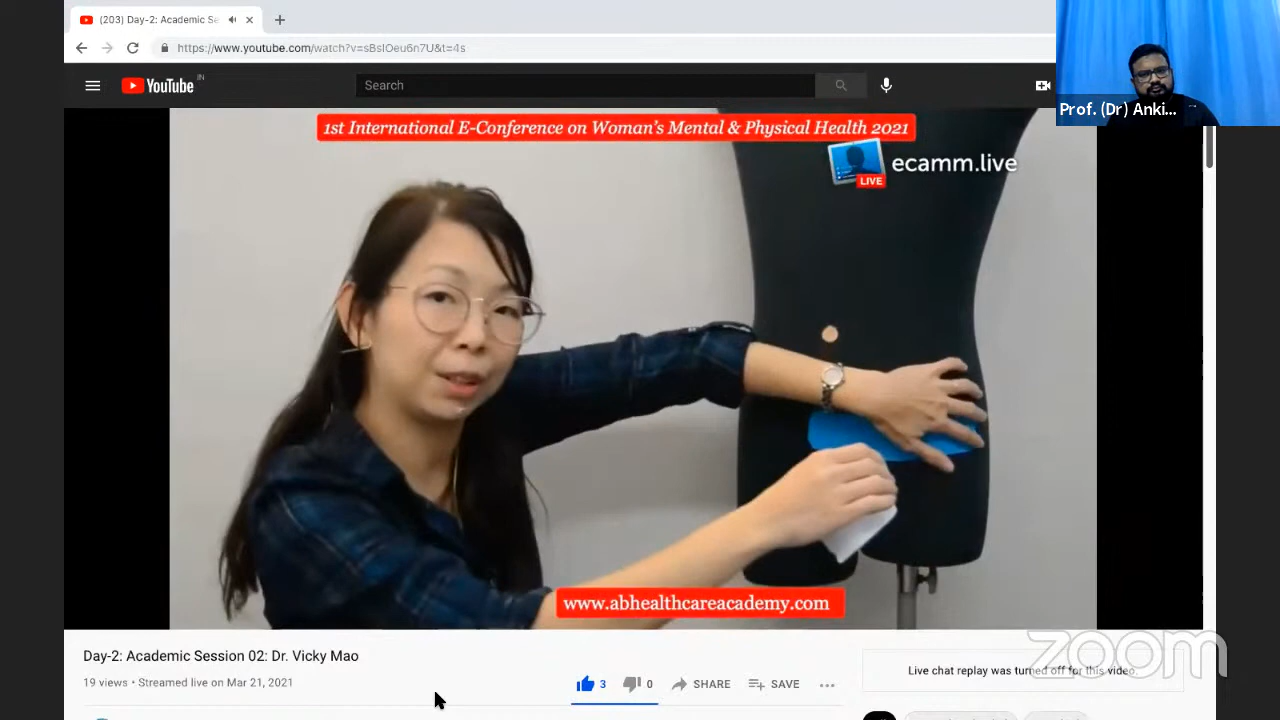 (203) Day-2: Academic Se
https://www.youtube.com/watch?v=sBslOeu6n7U&t=4s
YouTube IN
Search
Prof. (Dr) Anki...
1st International E-Conference on Woman's Mental & Physical Health 2021
ecamm.live
LIVE
www.abhealthcareacademy.com
Day-2: Academic Session 02: Dr. Vicky Mao
19 views • Streamed live on Mar 21, 2021
3
0
SHARE
SAVE
Live chat replay was turned off for this video.
zoom